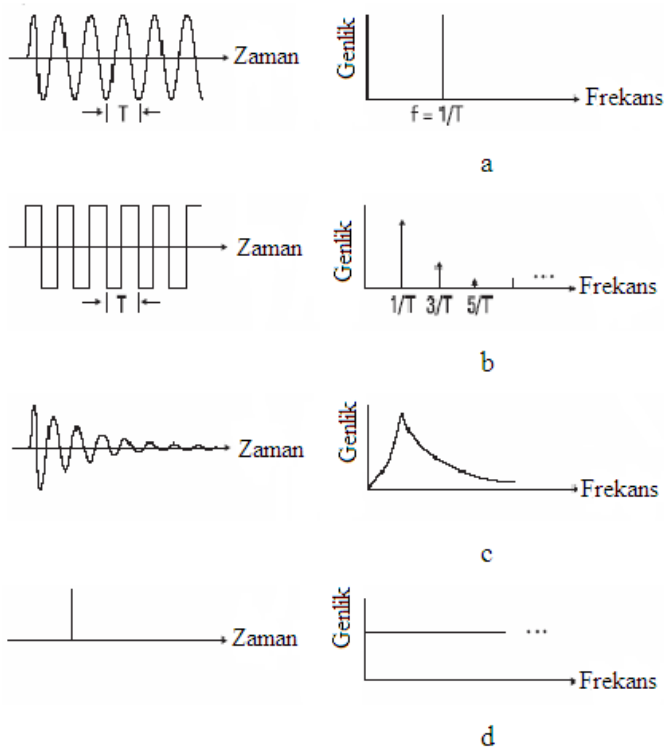 Zaman
T
Genlik
Frekans
f = 1/T
a
Zaman
T
Genlik
Frekans
1/T 3/T 5/T
...
b
Zaman
Genlik
Frekans
c
Zaman
Genlik
Frekans
...
d